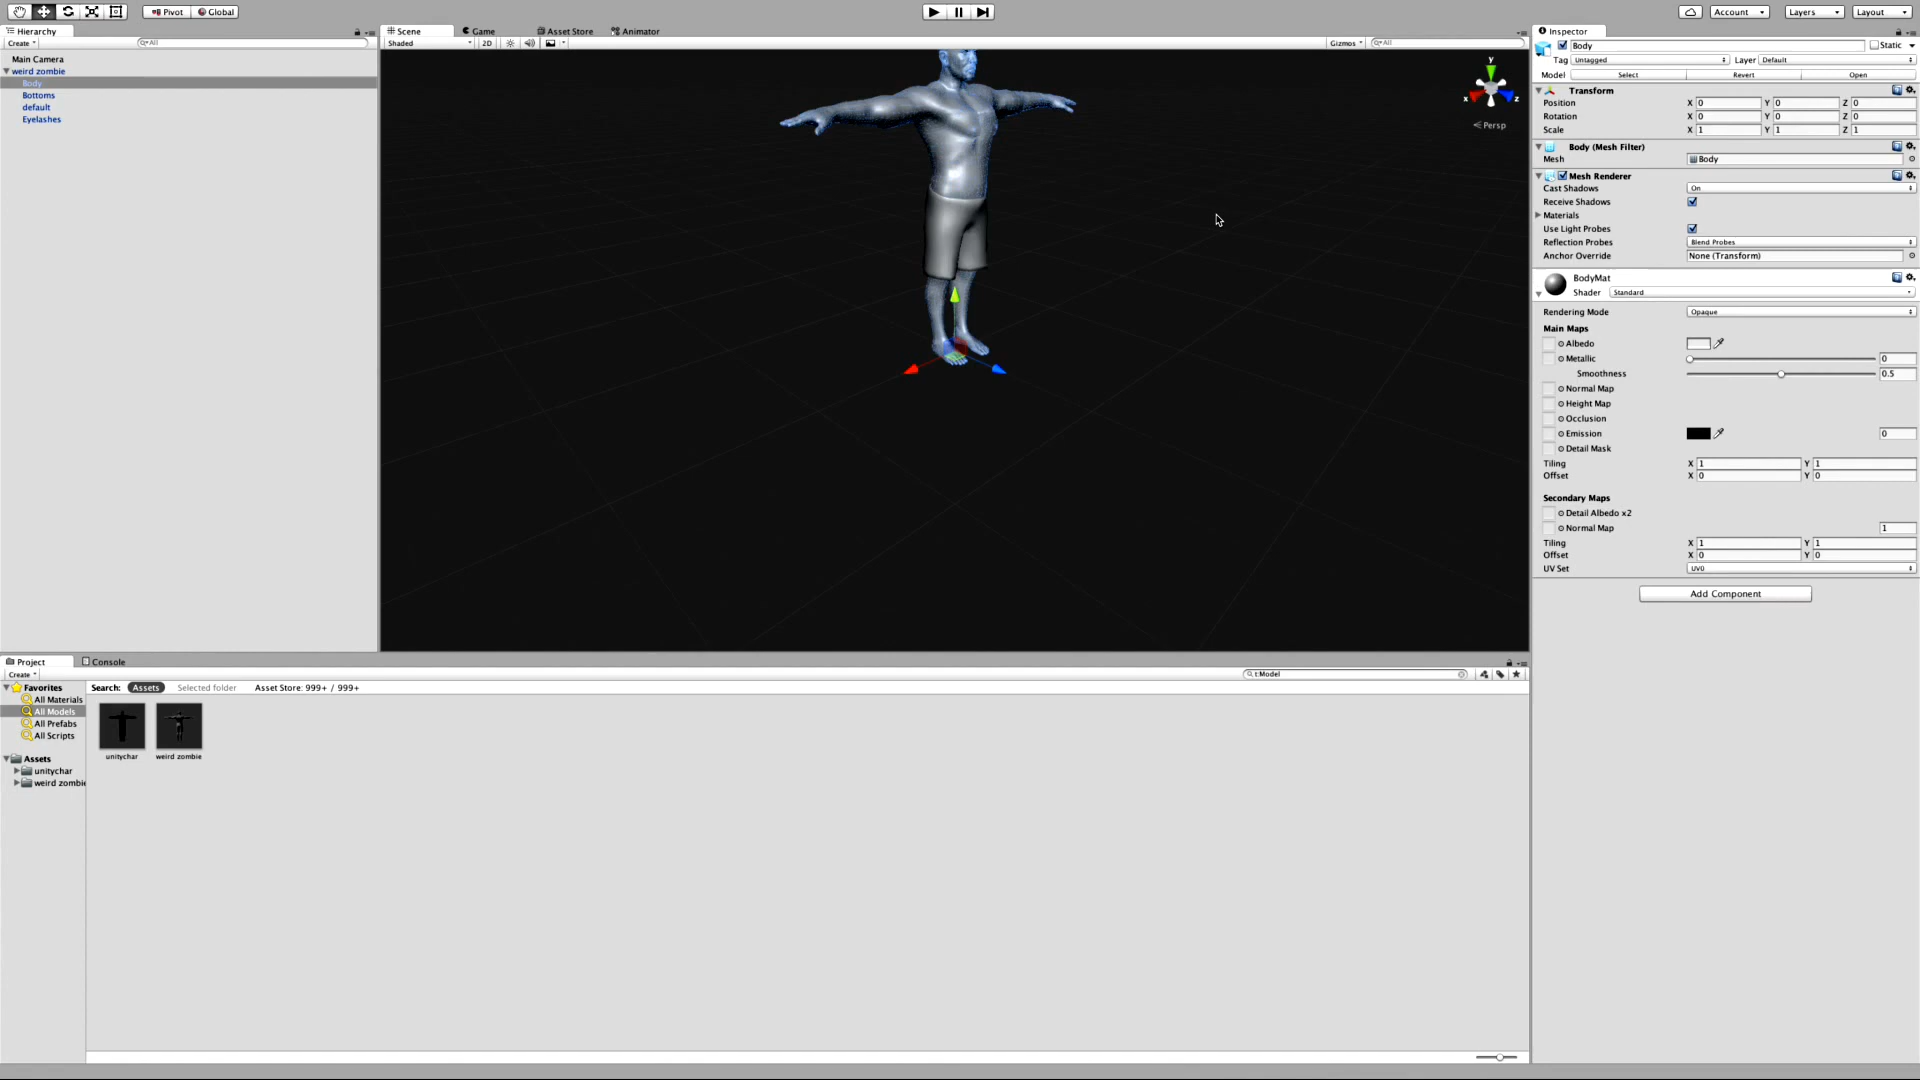 Pivot Global Account Layers Layout
Hierarchy Scene Game Asset Store Animator Inspector
Create All Shaded 2D Gizmos All Body Static
Main Camera
weird zombie
Body
Bottoms
default
Eyelashes
y
x z
Persp
Tag Untagged Layer Default
Model Select Revert Open
Transform
Position X 0 Y 0 Z 0
Rotation X 0 Y 0 Z 0
Scale X 1 Y 1 Z 1
Body (Mesh Filter)
Mesh Body
Mesh Renderer
Cast Shadows On
Receive Shadows
Materials
Use Light Probes
Reflection Probes Blend Probes
Anchor Override None (Transform)
BodyMat
Shader Standard
Rendering Mode Opaque
Main Maps
Albedo
Metallic 0
Smoothness 0.5
Normal Map
Height Map
Occlusion
Emission 0
Detail Mask
Tiling X 1 Y 1
Offset X 0 Y 0
Secondary Maps
Detail Albedo x2
Normal Map 1
Tiling X 1 Y 1
Offset X 0 Y 0
UV Set UV0
Add Component
Project Console
Create t:Model
Favorites
All Materials
All Models
All Prefabs
All Scripts
Assets
unitychar
weird zombie
Search: Assets Selected folder Asset Store: 999+ / 999+
unitychar weird zombie